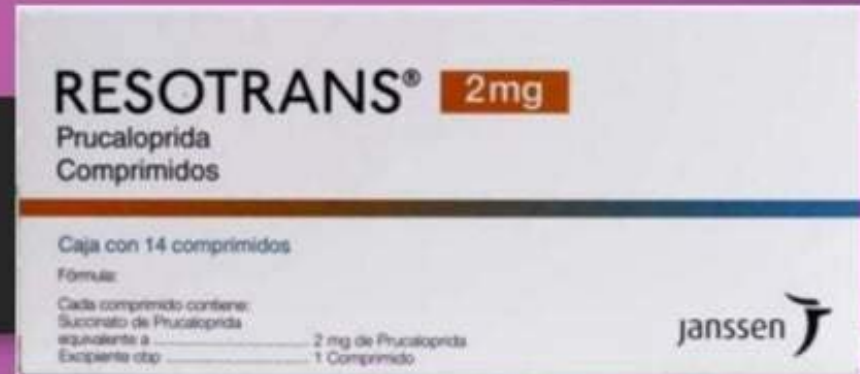 RESOTRANS® 2mg
Prucaloprida
Comprimidos
Caja con 14 comprimidos
Fórmula:
Cada comprimido contiene:
Succinato de Prucaloprida
equivalente a 2 mg de Prucaloprida
Excipiente cbp 1 Comprimido
janssen